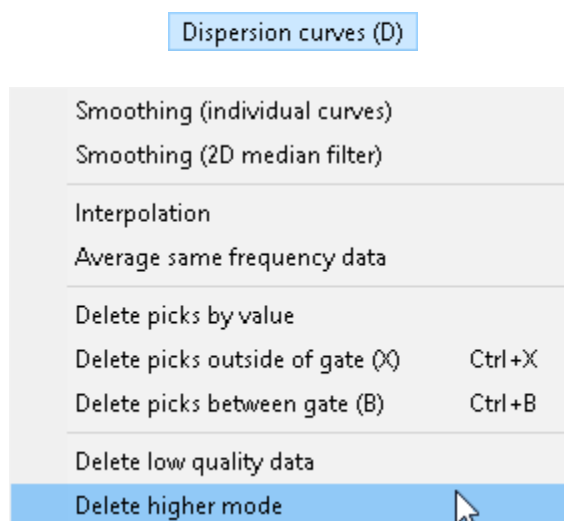 Dispersion curves (D)
Smoothing (individual curves)
Smoothing (2D median filter)
Interpolation
Average same frequency data
Delete picks by value
Delete picks outside of gate (X) Ctrl+X
Delete picks between gate (B) Ctrl+B
Delete low quality data
Delete higher mode